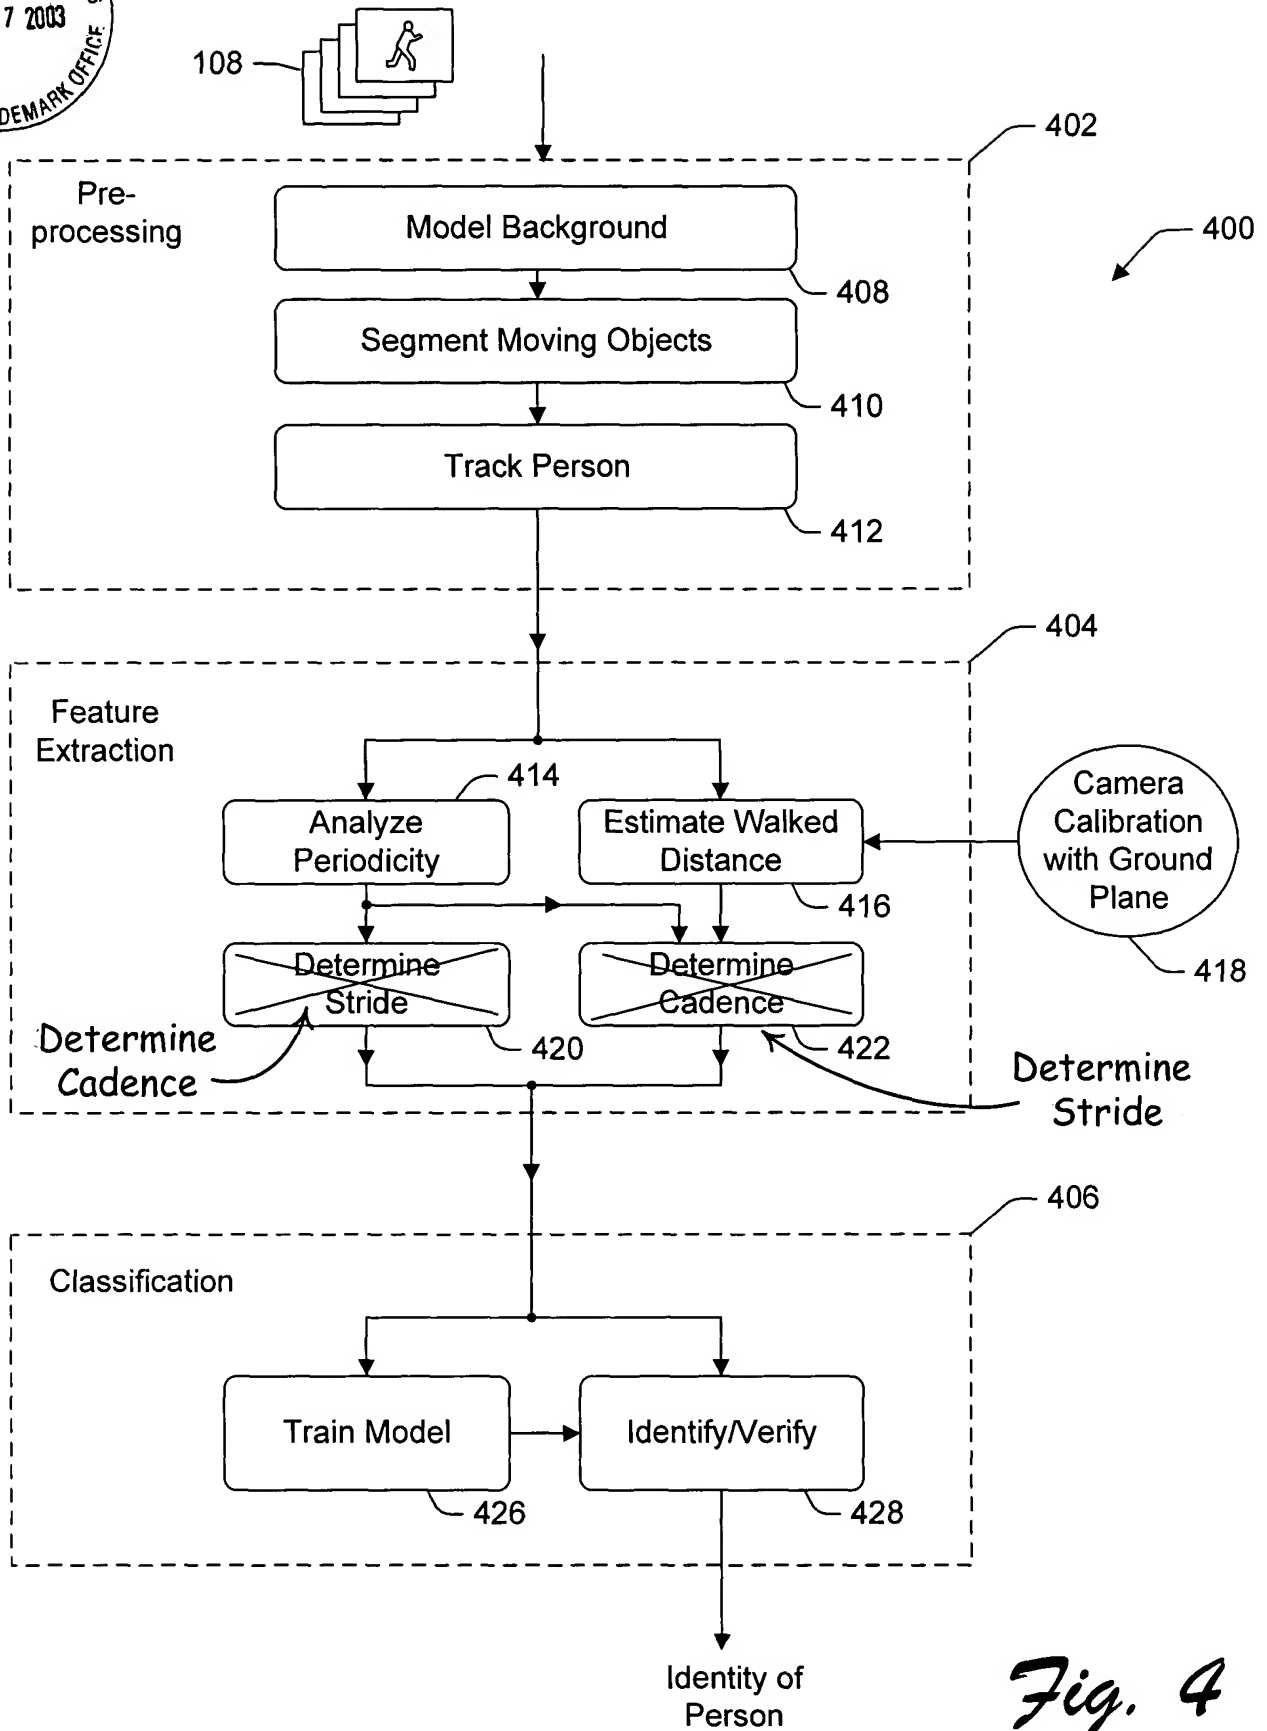 7 2003
DEMARK OFFICE
108
402
Pre-
processing
Model Background
400
408
Segment Moving Objects
410
Track Person
412
404
Feature
Extraction
414
Analyze
Periodicity
Estimate Walked
Distance
Camera
Calibration
with Ground
Plane
416
418
Determine
Stride
Determine
Cadence
420
422
Determine
Cadence
Determine
Stride
406
Classification
Train Model
Identify/Verify
426
428
Identity of
Person
Fig. 4